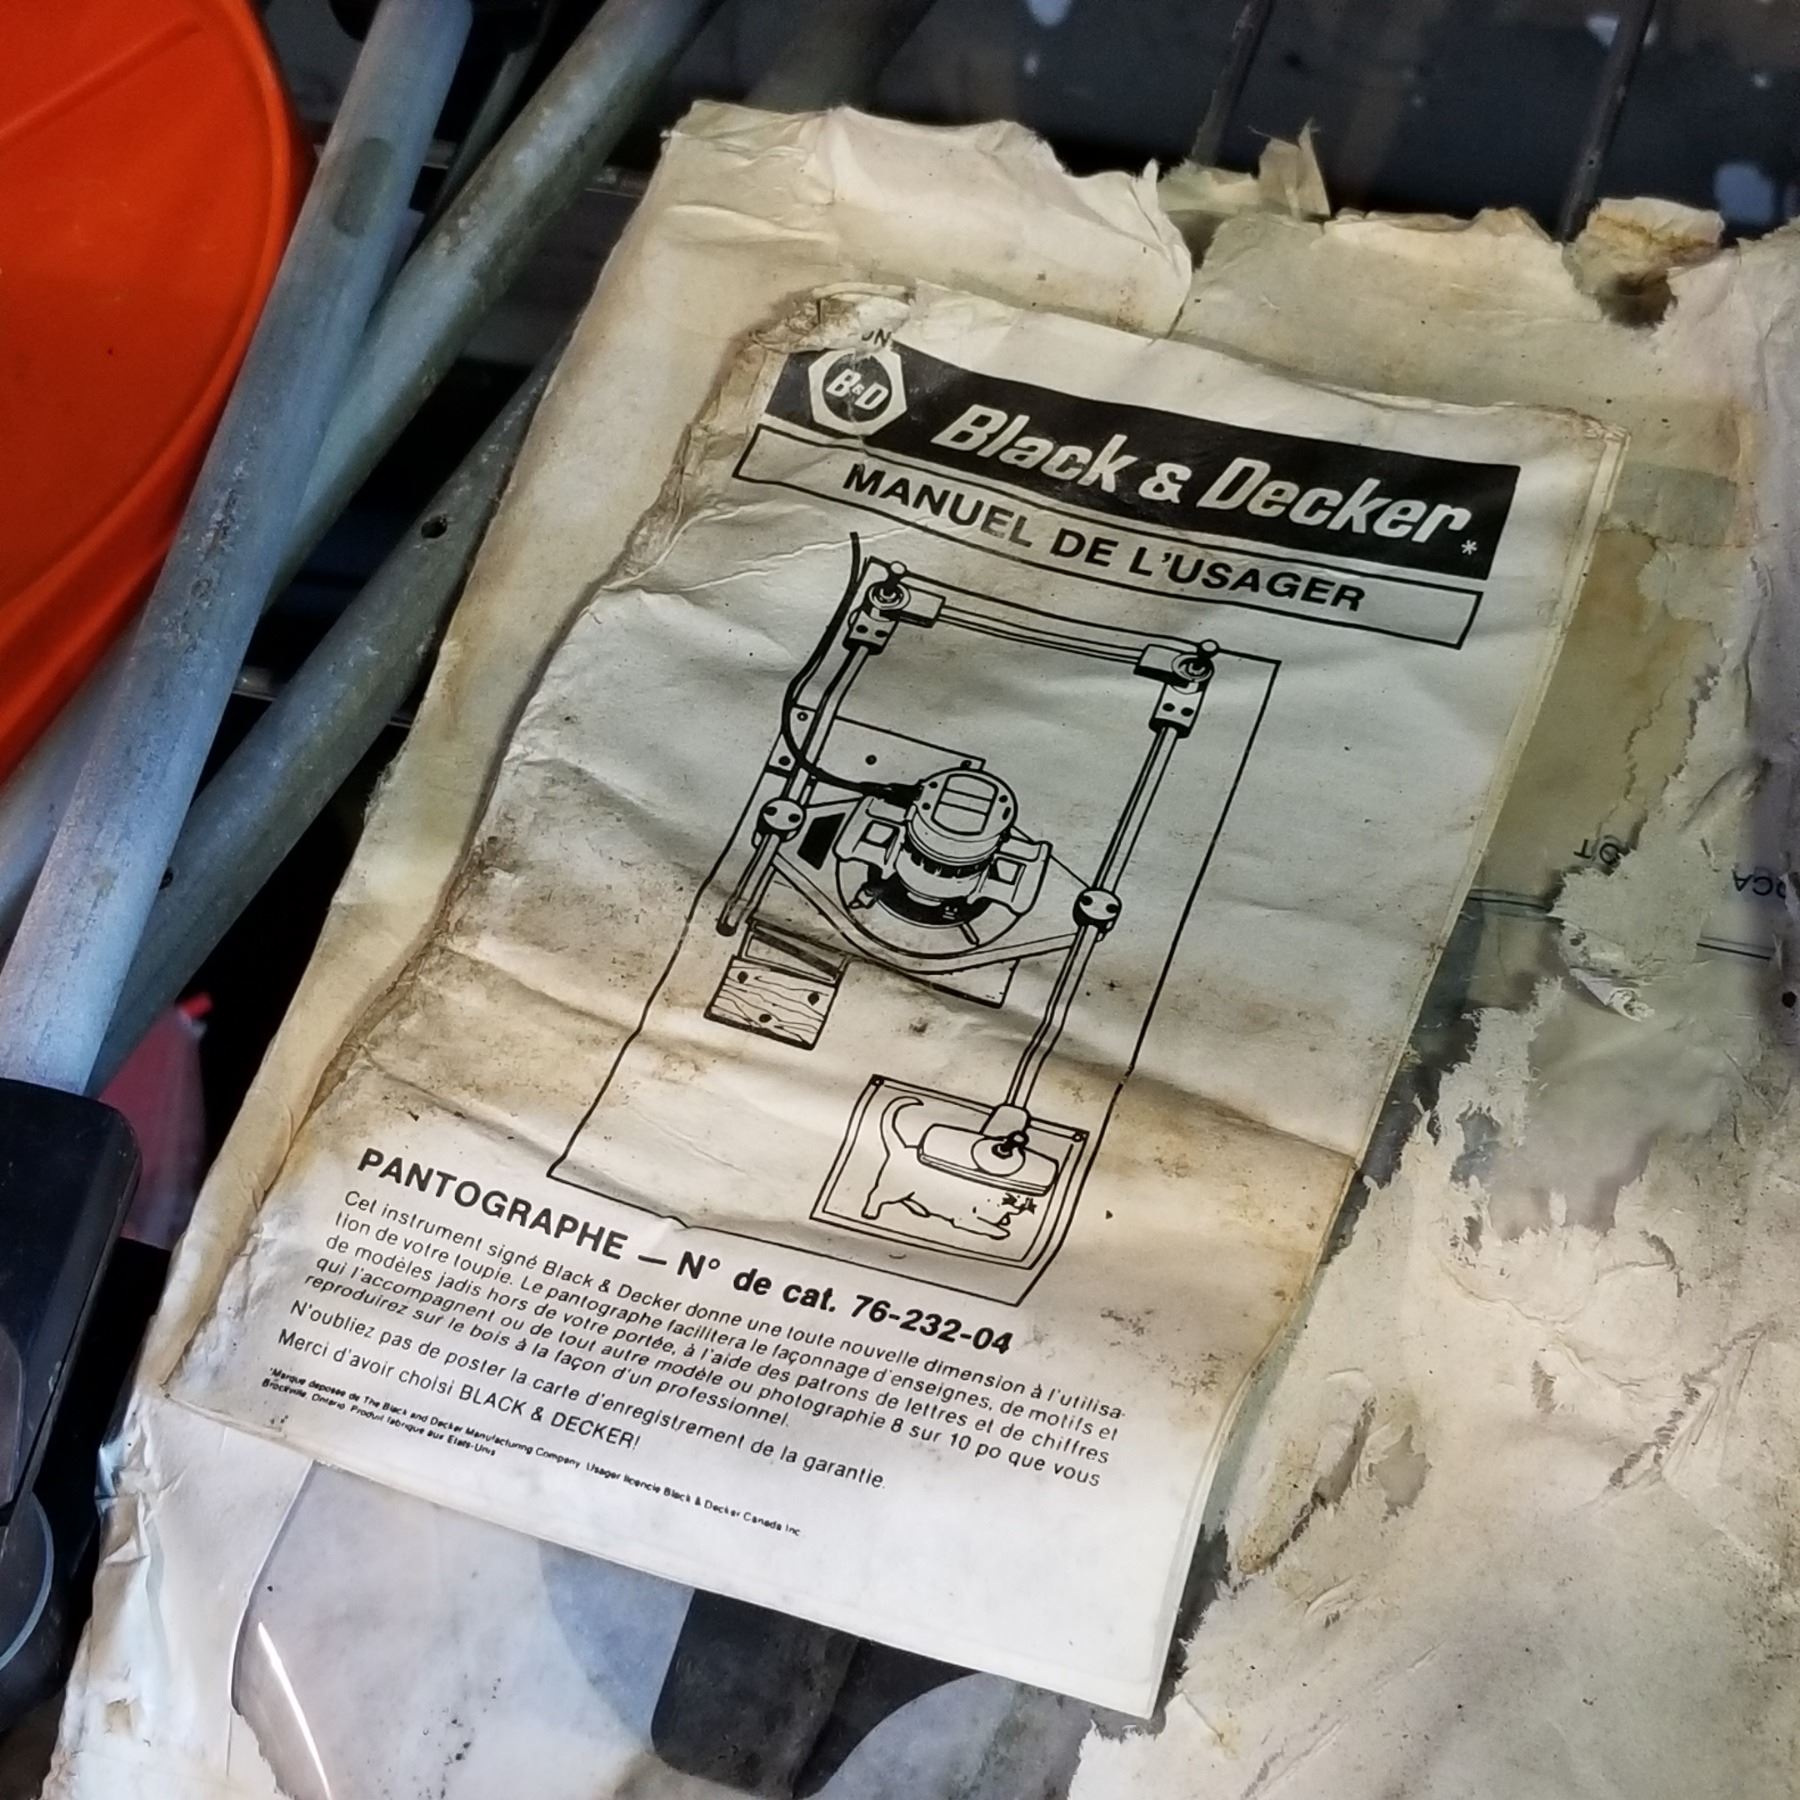 B&D Black & Decker*
MANUEL DE L'USAGER
PANTOGRAPHE — N° de cat. 76-232-04
Cet instrument signé Black & Decker donne une toute nouvelle dimension à l'utilisa-
tion de votre toupie. Le pantographe facilitera le façonnage d'enseignes, de motifs et
de modèles jadis hors de votre portée, à l'aide des patrons de lettres et de chiffres
qui l'accompagnent ou de tout autre modèle ou photographie 8 sur 10 po que vous
reproduirez sur le bois à la façon d'un professionnel.
N'oubliez pas de poster la carte d'enregistrement de la garantie.
Merci d'avoir choisi BLACK & DECKER!
*Marque déposée de The Black and Decker Manufacturing Company. Usager licencié Black & Decker Canada Inc.
Brockville, Ontario. Produit fabriqué aux États-Unis